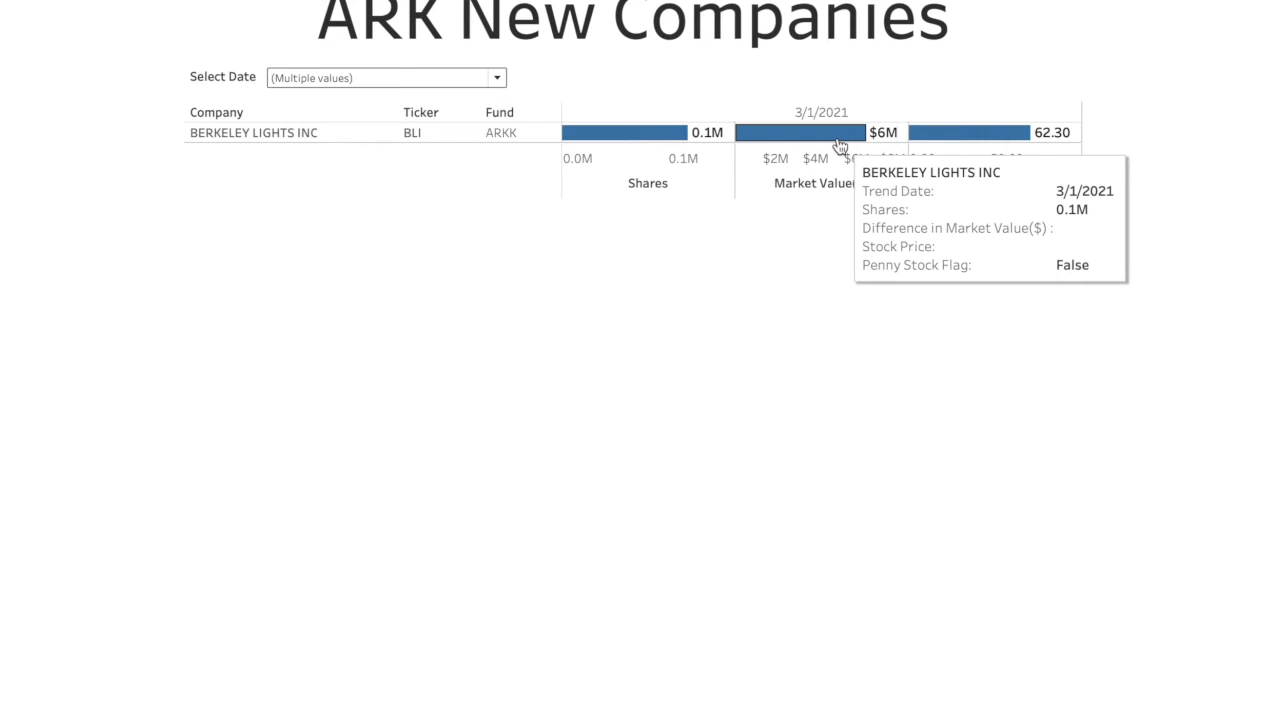 ARK New Companies
Select Date (Multiple values)
Company Ticker Fund 3/1/2021
BERKELEY LIGHTS INC BLI ARKK 0.1M $6M 62.30
0.0M 0.1M $2M $4M
Shares Market Value
BERKELEY LIGHTS INC
Trend Date: 3/1/2021
Shares: 0.1M
Difference in Market Value($) :
Stock Price:
Penny Stock Flag: False